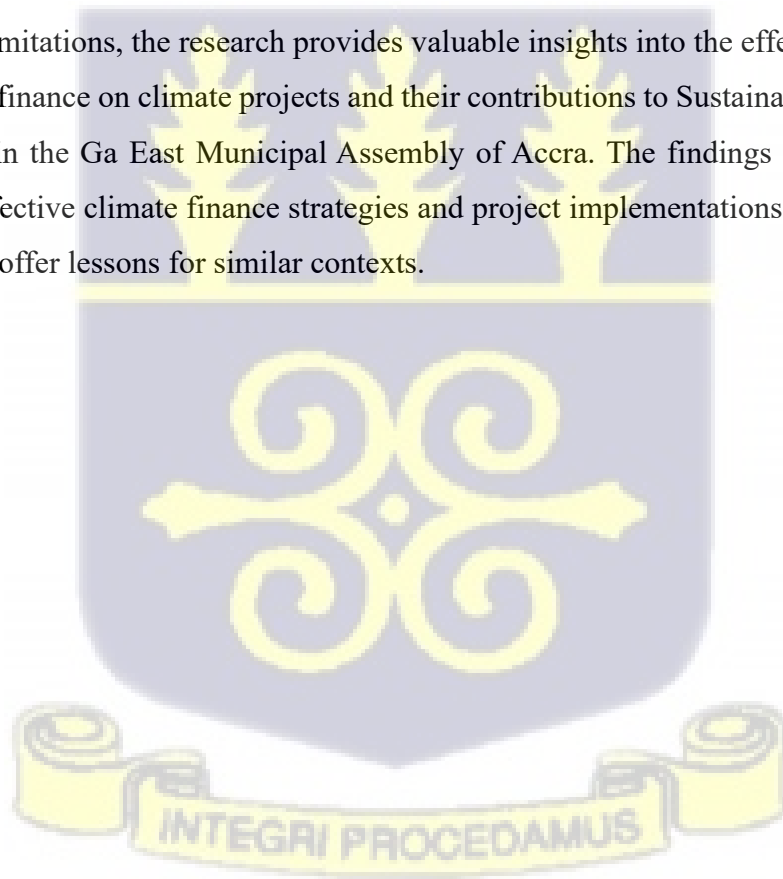 mitations, the research provides valuable insights into the effe
finance on climate projects and their contributions to Sustaina
in the Ga East Municipal Assembly of Accra. The findings
fective climate finance strategies and project implementations
offer lessons for similar contexts.
INTEGRI PROCEDAMUS